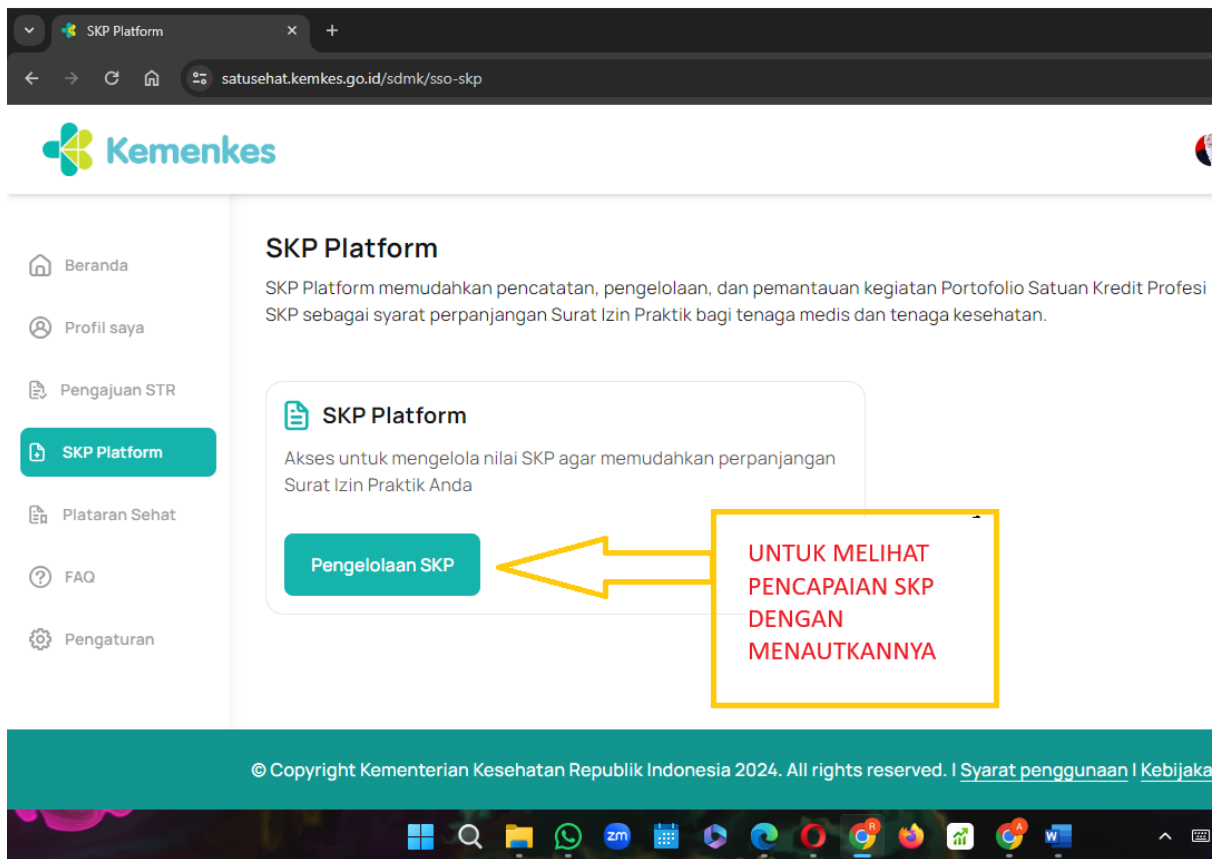 SKP Platform
satusehat.kemkes.go.id/sdmk/sso-skp
Kemenkes
Beranda
Profil saya
Pengajuan STR
SKP Platform
Plataran Sehat
FAQ
Pengaturan
SKP Platform
SKP Platform memudahkan pencatatan, pengelolaan, dan pemantauan kegiatan Portofolio Satuan Kredit Profesi
SKP sebagai syarat perpanjangan Surat Izin Praktik bagi tenaga medis dan tenaga kesehatan.
SKP Platform
Akses untuk mengelola nilai SKP agar memudahkan perpanjangan
Surat Izin Praktik Anda
Pengelolaan SKP
UNTUK MELIHAT
PENCAPAIAN SKP
DENGAN
MENAUTKANNYA
© Copyright Kementerian Kesehatan Republik Indonesia 2024. All rights reserved. I Syarat penggunaan I Kebijaka
zm
R
A
W